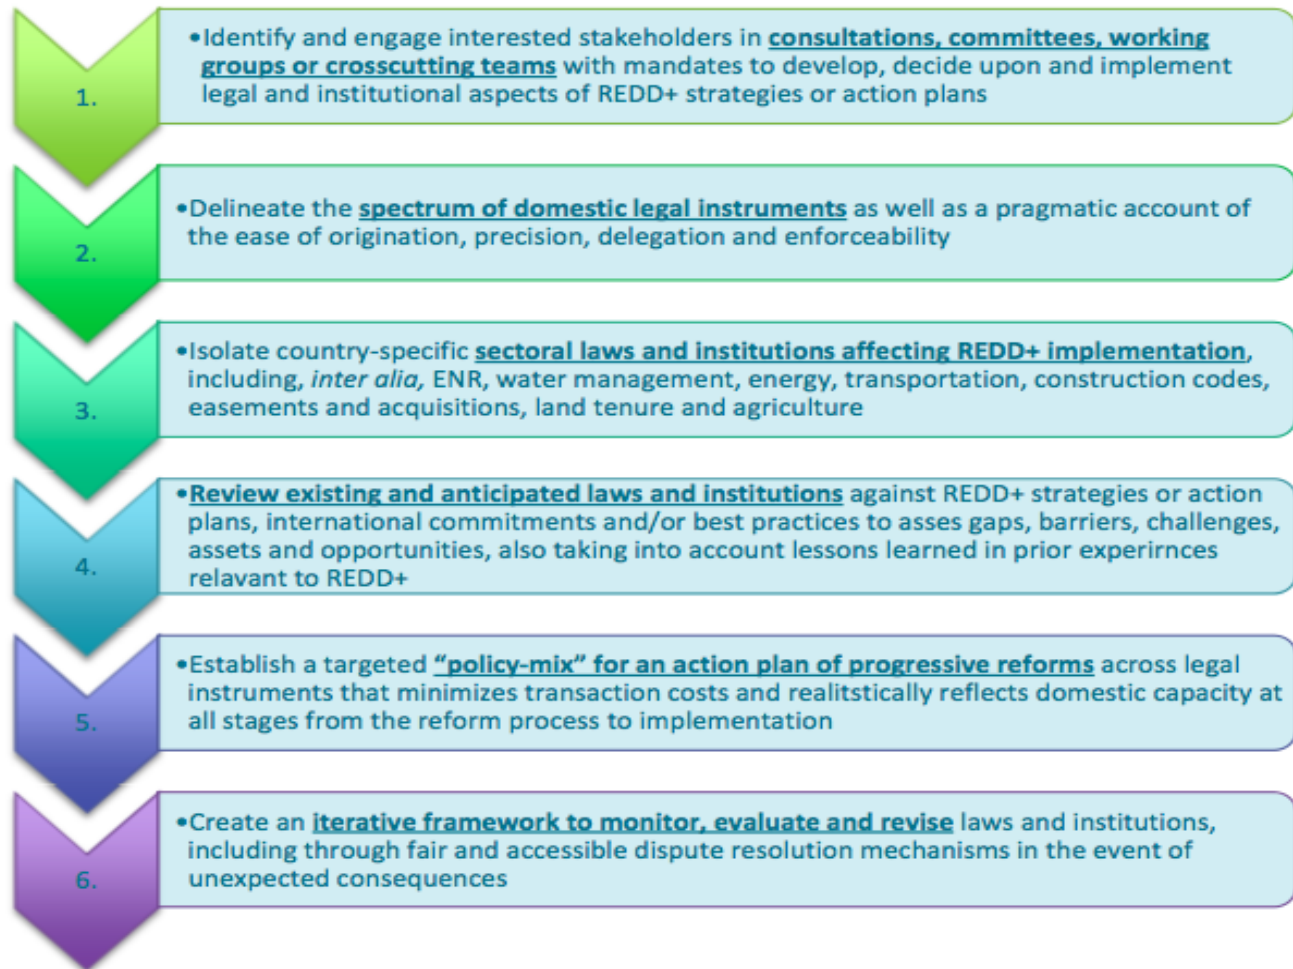 1.
•Identify and engage interested stakeholders in consultations, committees, working
groups or crosscutting teams with mandates to develop, decide upon and implement
legal and institutional aspects of REDD+ strategies or action plans
2.
•Delineate the spectrum of domestic legal instruments as well as a pragmatic account of
the ease of origination, precision, delegation and enforceability
3.
•Isolate country-specific sectoral laws and institutions affecting REDD+ implementation,
including, inter alia, ENR, water management, energy, transportation, construction codes,
easements and acquisitions, land tenure and agriculture
4.
•Review existing and anticipated laws and institutions against REDD+ strategies or action
plans, international commitments and/or best practices to asses gaps, barriers, challenges,
assets and opportunities, also taking into account lessons learned in prior experirnces
relavant to REDD+
5.
•Establish a targeted “policy-mix” for an action plan of progressive reforms across legal
instruments that minimizes transaction costs and realitstically reflects domestic capacity at
all stages from the reform process to implementation
6.
•Create an iterative framework to monitor, evaluate and revise laws and institutions,
including through fair and accessible dispute resolution mechanisms in the event of
unexpected consequences